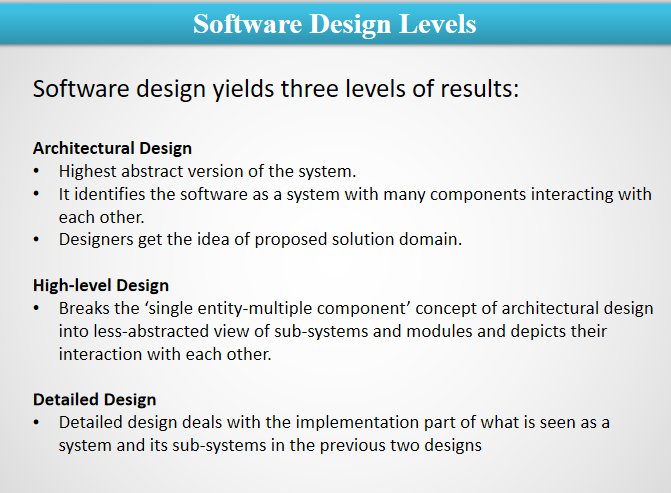 Software Design Levels
Software design yields three levels of results:
Architectural Design
• Highest abstract version of the system.
• It identifies the software as a system with many components interacting with
each other.
• Designers get the idea of proposed solution domain.
High-level Design
• Breaks the ‘single entity-multiple component’ concept of architectural design
into less-abstracted view of sub-systems and modules and depicts their
interaction with each other.
Detailed Design
• Detailed design deals with the implementation part of what is seen as a
system and its sub-systems in the previous two designs